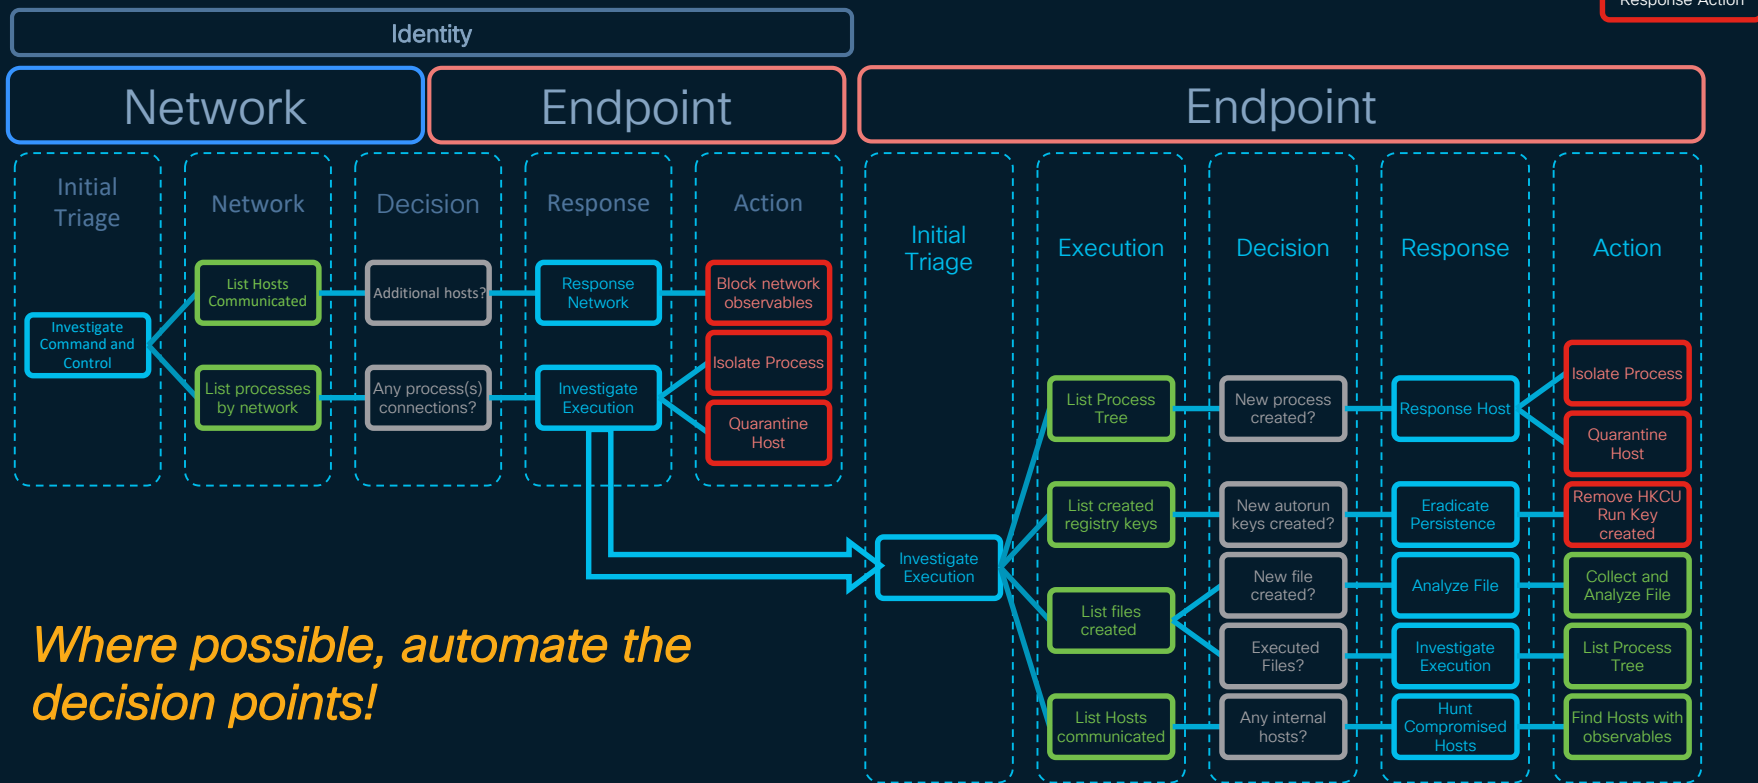 Response Action
Identity
Network
Endpoint
Endpoint
Initial
Triage
Network
Decision
Response
Action
Investigate
Command and
Control
List Hosts
Communicated
Additional hosts?
Response
Network
Block network
observables
List processes
by network
Any process(s)
connections?
Investigate
Execution
Isolate Process
Quarantine
Host
Initial
Triage
Execution
Decision
Response
Action
Investigate
Execution
List Process
Tree
New process
created?
Response Host
Isolate Process
Quarantine
Host
List created
registry keys
New autorun
keys created?
Eradicate
Persistence
Remove HKCU
Run Key
created
List files
created
New file
created?
Analyze File
Collect and
Analyze File
Executed
Files?
Investigate
Execution
List Process
Tree
List Hosts
communicated
Any internal
hosts?
Hunt
Compromised
Hosts
Find Hosts with
observables
Where possible, automate the
decision points!